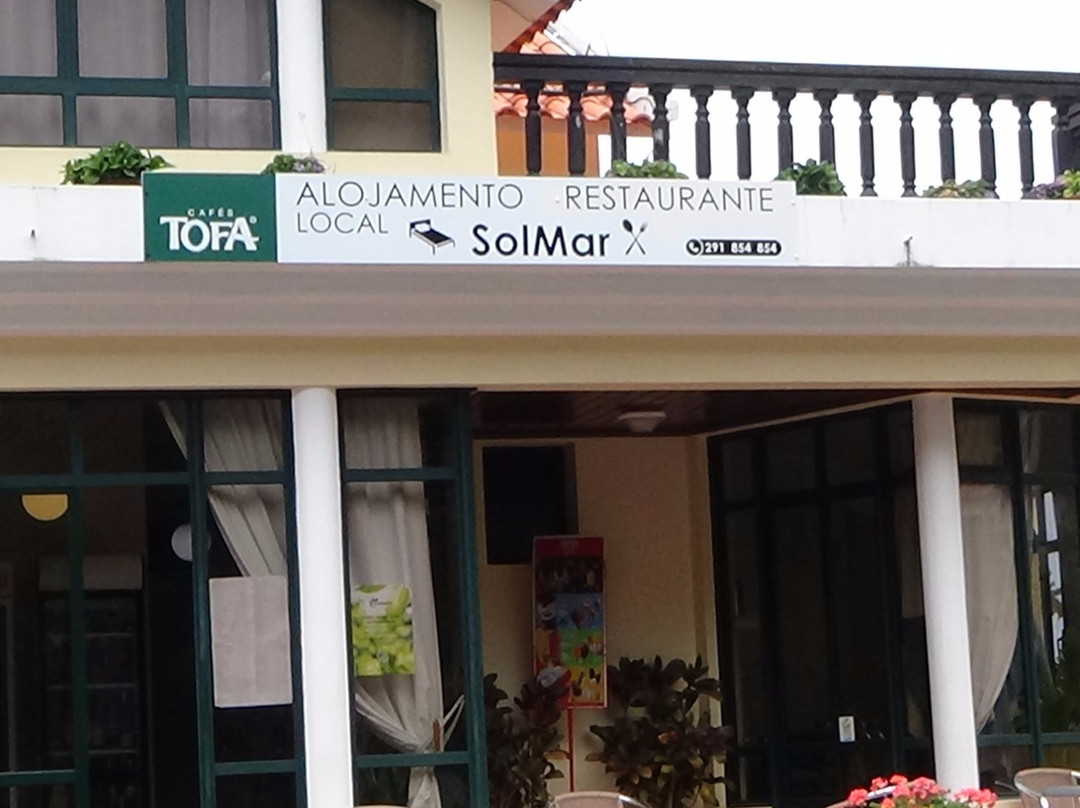 CAFÉS
TOFA
ALOJAMENTO RESTAURANTE
LOCAL
SolMar
291 854 854